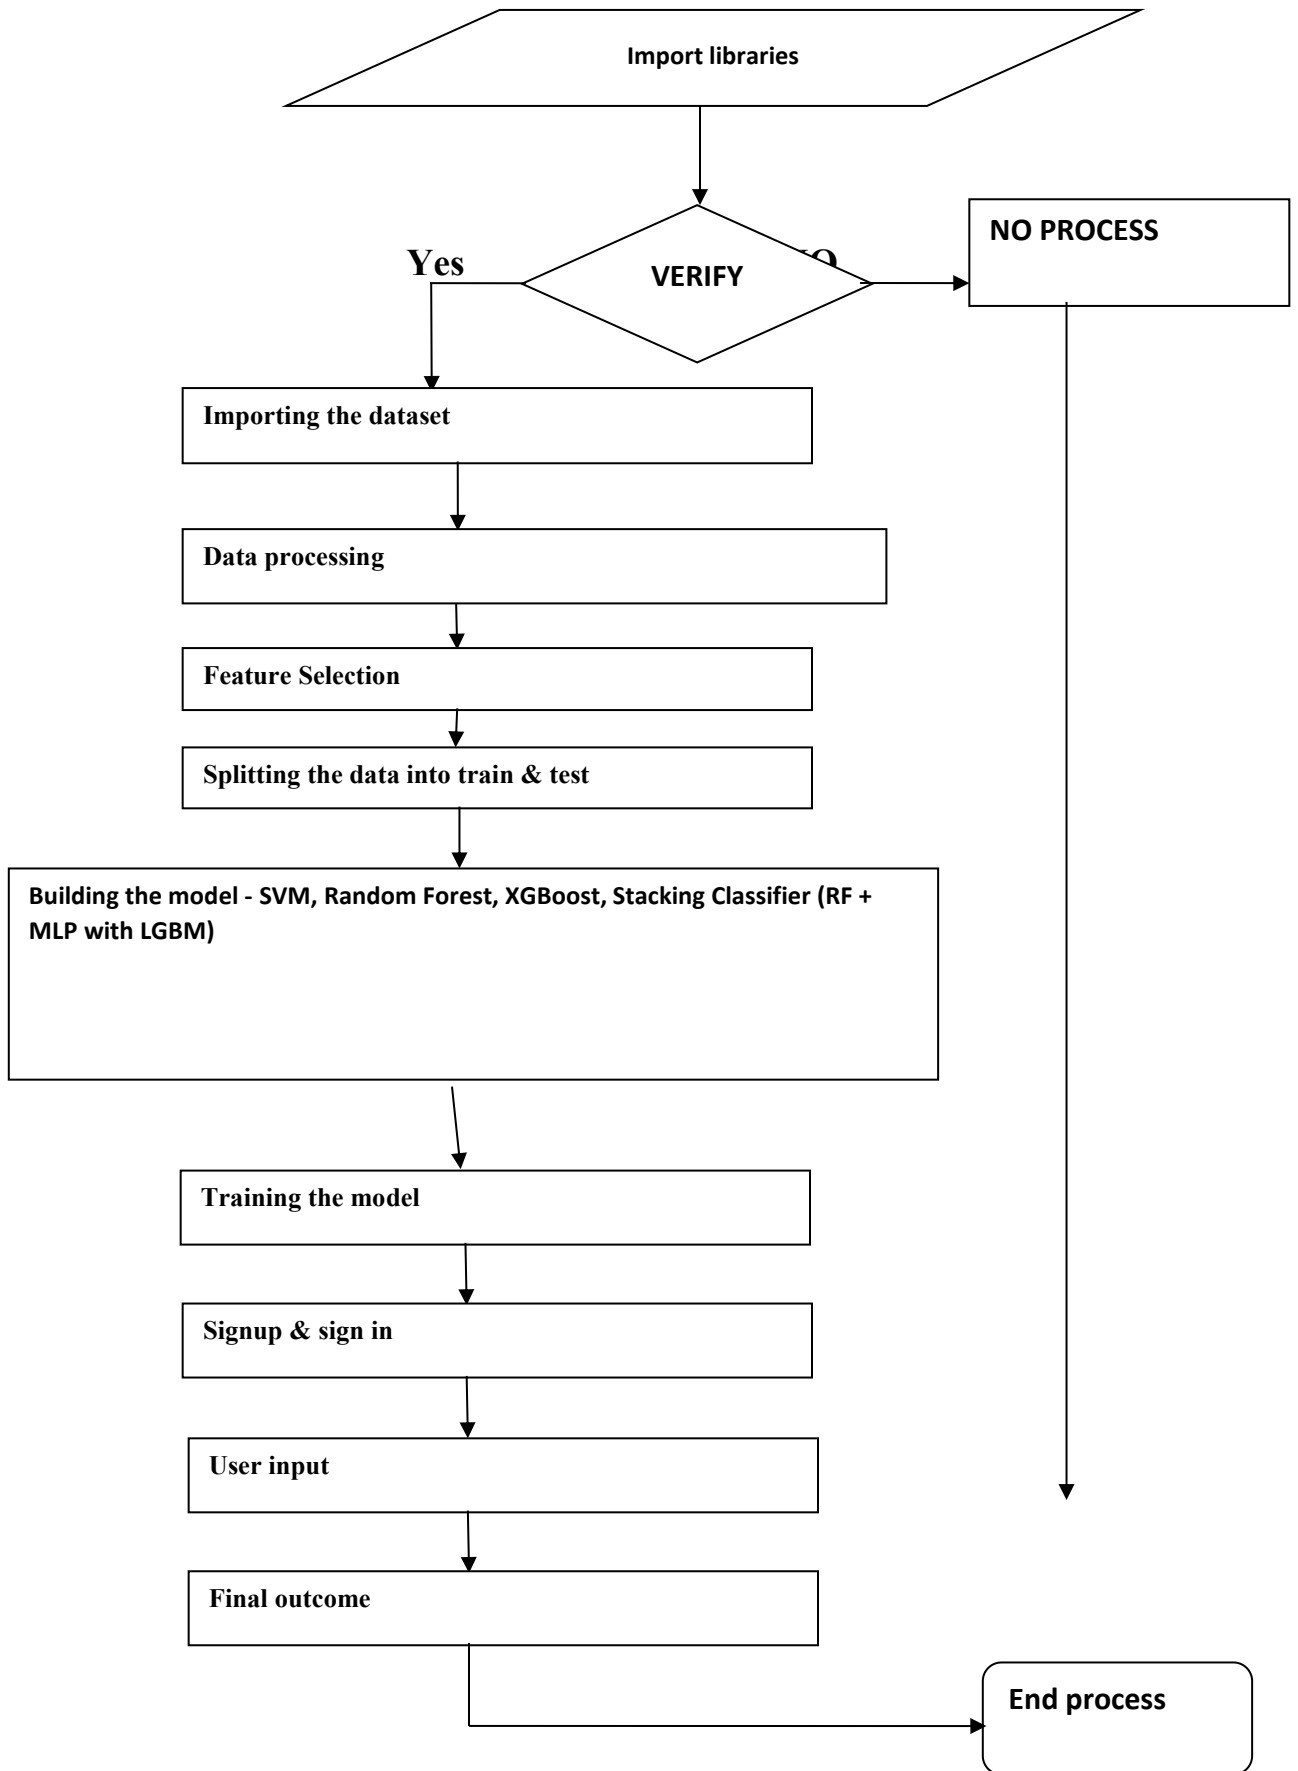 Import libraries
NO PROCESS
Yes
VERIFY
Importing the dataset
Data processing
Feature Selection
Splitting the data into train & test
Building the model - SVM, Random Forest, XGBoost, Stacking Classifier (RF +
MLP with LGBM)
Training the model
Signup & sign in
User input
Final outcome
End process